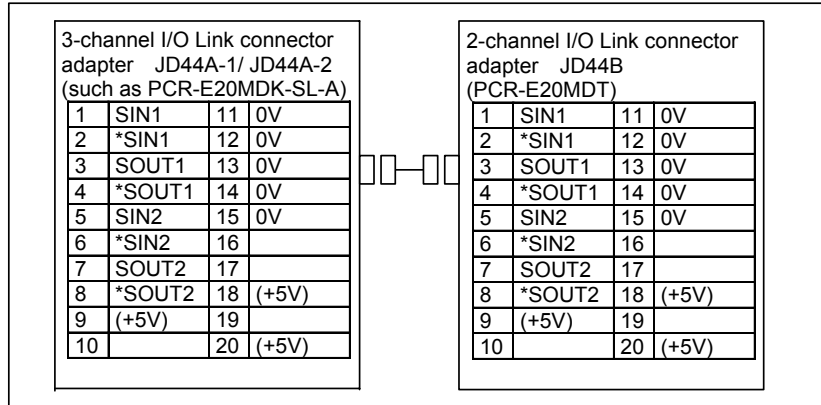 3-channel I/O Link connector
adapter JD44A-1/ JD44A-2
(such as PCR-E20MDK-SL-A)
1 SIN1 11 0V
2 *SIN1 12 0V
3 SOUT1 13 0V
4 *SOUT1 14 0V
5 SIN2 15 0V
6 *SIN2 16
7 SOUT2 17
8 *SOUT2 18 (+5V)
9 (+5V) 19
10 20 (+5V)
2-channel I/O Link connector
adapter JD44B
(PCR-E20MDT)
1 SIN1 11 0V
2 *SIN1 12 0V
3 SOUT1 13 0V
4 *SOUT1 14 0V
5 SIN2 15 0V
6 *SIN2 16
7 SOUT2 17
8 *SOUT2 18 (+5V)
9 (+5V) 19
10 20 (+5V)